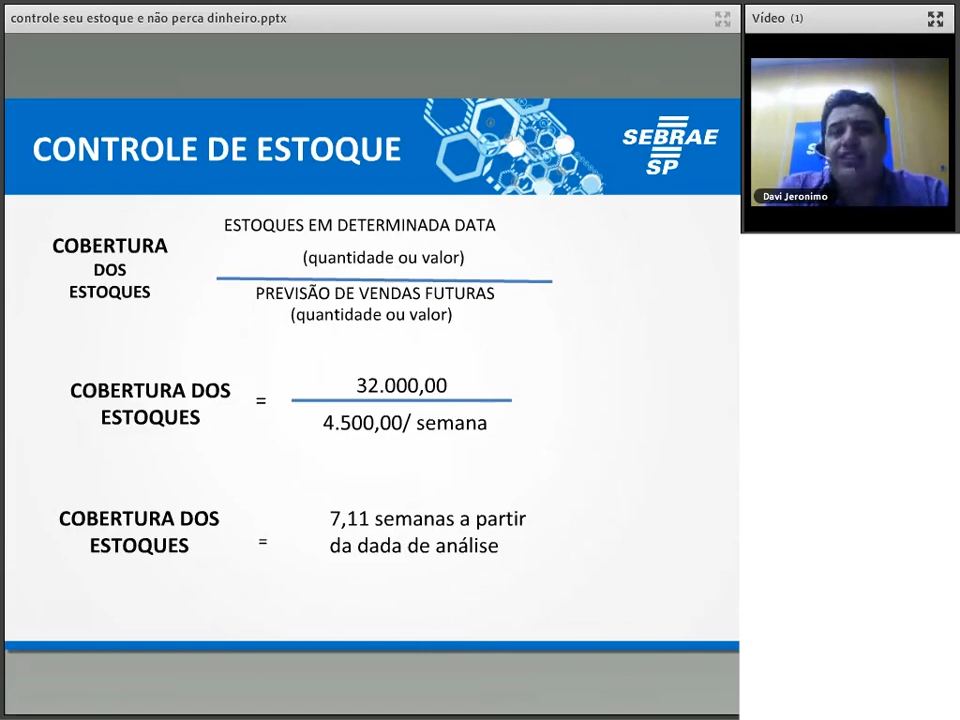 controle seu estoque e não perca dinheiro.pptx
Vídeo (1)
CONTROLE DE ESTOQUE
SEBRAE
SP
Davi Jeronimo
COBERTURA
DOS
ESTOQUES
ESTOQUES EM DETERMINADA DATA
(quantidade ou valor)
PREVISÃO DE VENDAS FUTURAS
(quantidade ou valor)
COBERTURA DOS
ESTOQUES
=
32.000,00
4.500,00/ semana
COBERTURA DOS
ESTOQUES
=
7,11 semanas a partir
da dada de análise